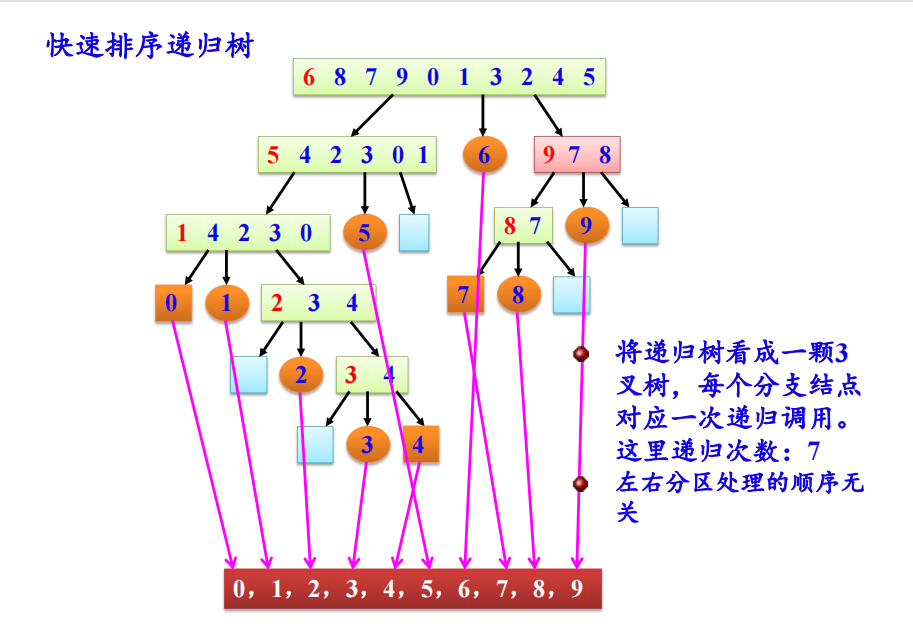 快速排序递归树
6 8 7 9 0 1 3 2 4 5
5 4 2 3 0 1
6
9 7 8
1 4 2 3 0
5
8 7
9
0
1
2 3 4
7
8
2
3 4
3
4
将递归树看成一颗3
叉树，每个分支结点
对应一次递归调用。
这里递归次数：7
左右分区处理的顺序无
关
0，1，2，3，4，5，6，7，8，9